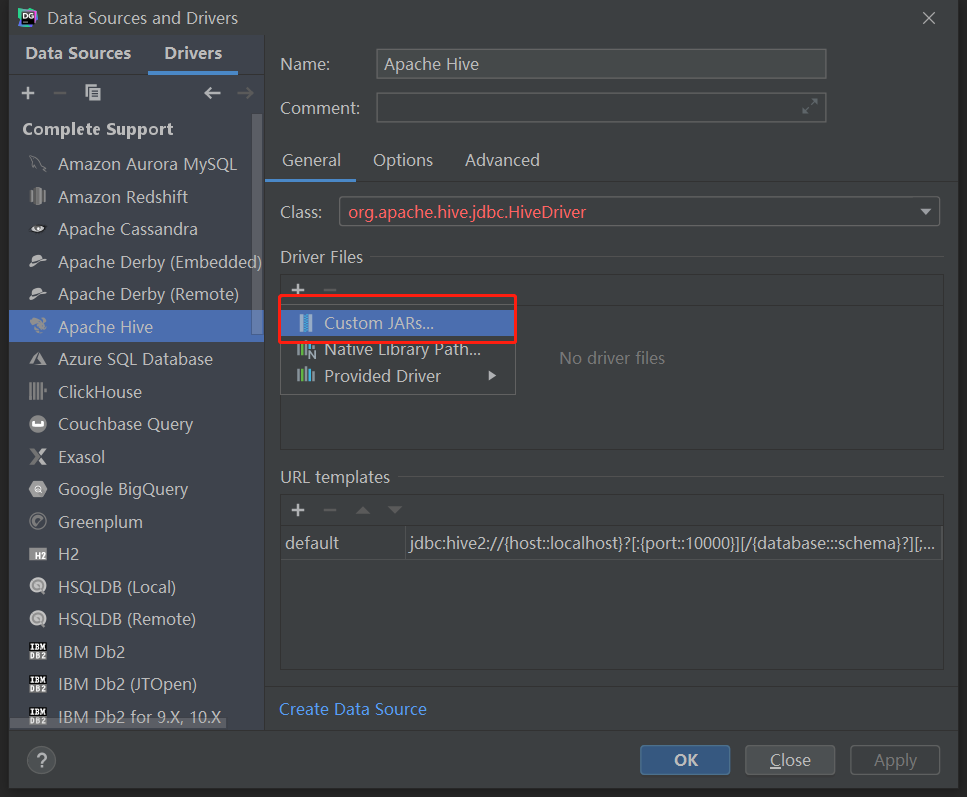 DG
Data Sources and Drivers
Data Sources
Drivers
Complete Support
Amazon Aurora MySQL
Amazon Redshift
Apache Cassandra
Apache Derby (Embedded)
Apache Derby (Remote)
Apache Hive
Azure SQL Database
ClickHouse
Couchbase Query
Exasol
Google BigQuery
Greenplum
H2 H2
HSQLDB (Local)
HSQLDB (Remote)
IBM DB2 IBM Db2
IBM DB2 IBM Db2 (JTOpen)
IBM DB2 IBM Db2 for 9.X, 10.X
Name: Apache Hive
Comment:
General Options Advanced
Class: org.apache.hive.jdbc.HiveDriver
Driver Files
Custom JARs...
Native Library Path...
Provided Driver
No driver files
URL templates
default jdbc:hive2://{host::localhost}?[:{port::10000}][/{database:::schema}?][;...
Create Data Source
? OK Close Apply